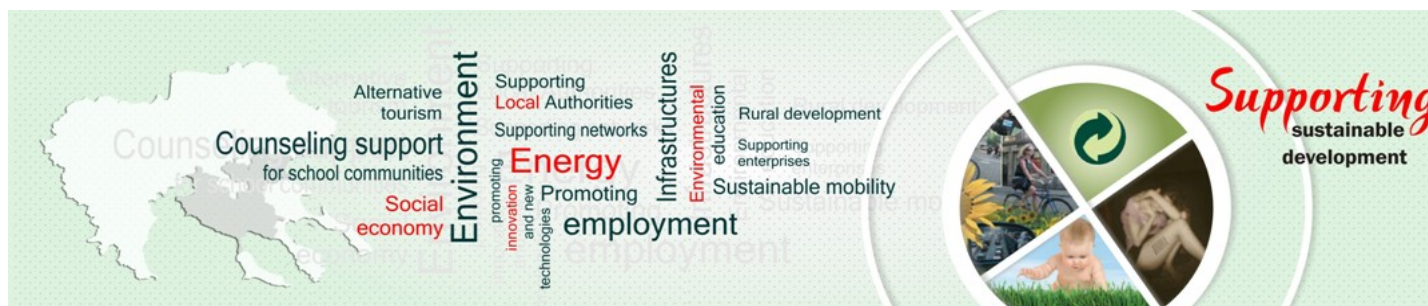 Alternative
tourism
Counseling support
for school communities
Social
economy
Environment
Supporting
Local Authorities
Supporting networks
Energy
promoting
innovation
and new
technologies
Promoting
employment
Infrastructures
Environmental
education
Rural development
Supporting
enterprises
Sustainable mobility
Supporting
sustainable
development